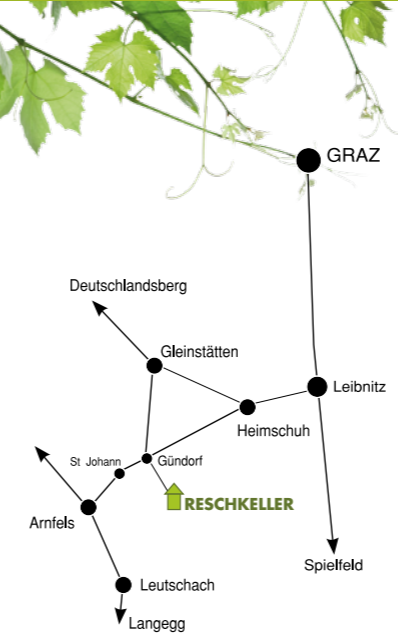 GRAZ
Deutschlandsberg
Gleinstätten
Leibnitz
Heimschuh
St Johann
Gündorf
RESCHKELLER
Arnfels
Spielfeld
Leutschach
Langegg